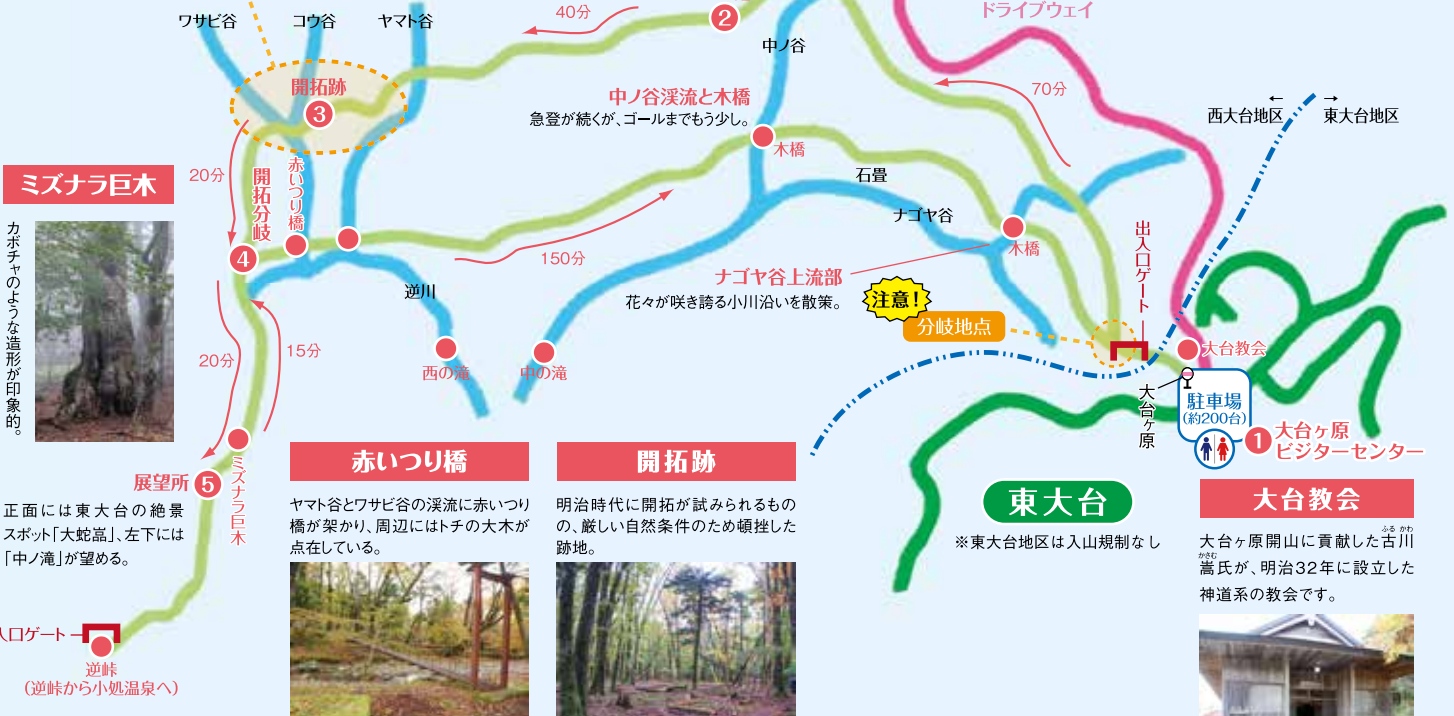 ドライブウェイ
ワサビ谷
コウ谷
ヤマト谷
40分
2
中ノ谷
開拓跡
3
中ノ谷渓流と木橋
急登が続くが、ゴールまでもう少し。
木橋
70分
西大台地区
←
→
東大台地区
ミズナラ巨木
カボチャのような造形が印象的。
20分
開拓分岐
赤いつり橋
4
石畳
ナゴヤ谷
木橋
150分
ナゴヤ谷上流部
花々が咲き誇る小川沿いを散策。
逆川
注意!
分岐地点
出入口ゲート
大台教会
20分
15分
西の滝
中の滝
大台ヶ原
駐車場
(約200台)
1
大台ヶ原
ビジターセンター
展望所
5
ミズナラ巨木
正面には東大台の絶景
スポット「大蛇嵓」、左下には
「中ノ滝」が望める。
赤いつり橋
ヤマト谷とワサビ谷の渓流に赤いつり
橋が架かり、周辺にはトチの大木が
点在している。
開拓跡
明治時代に開拓が試みられるもの
の、厳しい自然条件のため頓挫した
跡地。
東大台
※東大台地区は入山規制なし
大台教会
ふる かわ
大台ヶ原開山に貢献した古川
かさむ
嵩氏が、明治32年に設立した
神道系の教会です。
入口ゲート
逆峠
(逆峠から小処温泉へ)